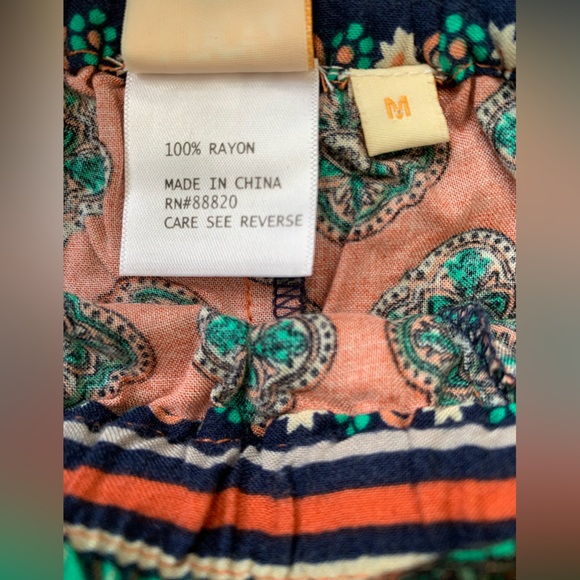 M
100% RAYON
MADE IN CHINA
RN#88820
CARE SEE REVERSE